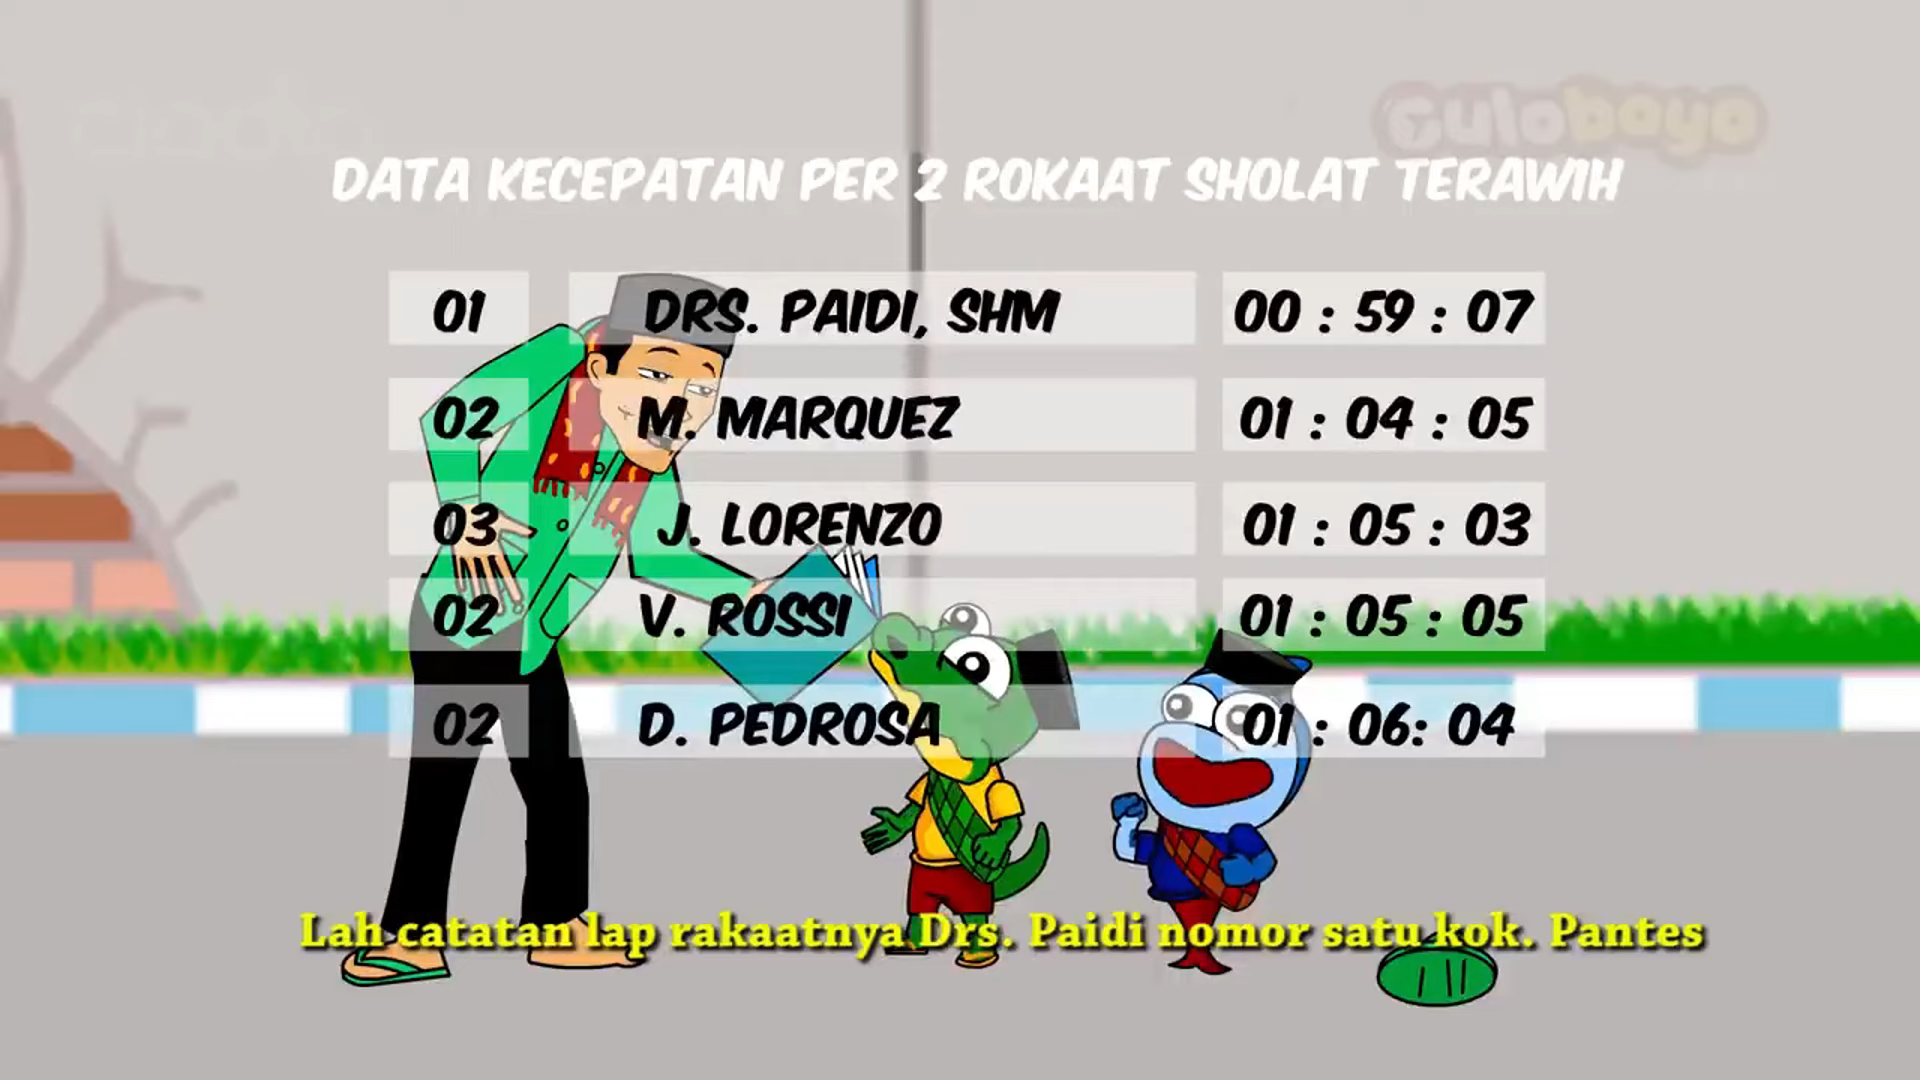 culoboyo
DATA KECEPATAN PER 2 ROKAAT SHOLAT TERAWIH
01 DRS. PAIDI, SHM 00 : 59 : 07
02 M. MARQUEZ 01 : 04 : 05
03 J. LORENZO 01 : 05 : 03
02 V. ROSSI 01 : 05 : 05
02 D. PEDROSA 01 : 06: 04
Lah catatan lap rakaatnya Drs. Paidi nomor satu kok. Pantes